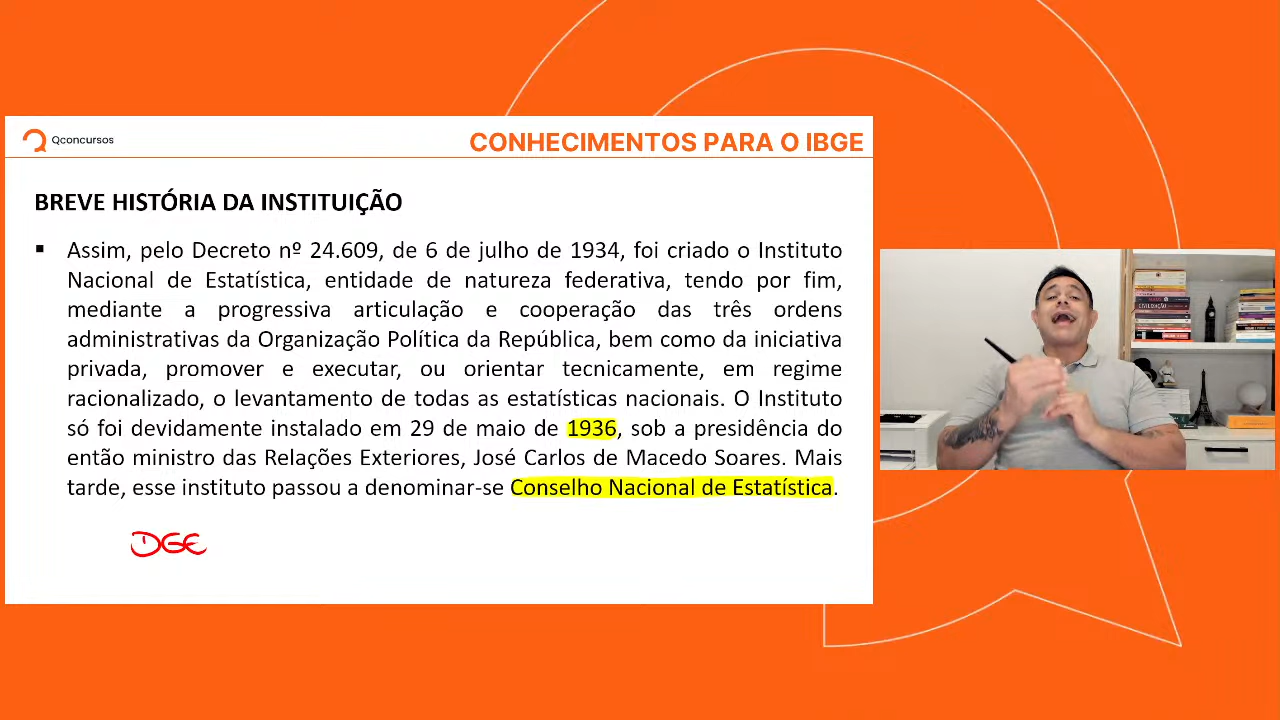 Qconcursos
CONHECIMENTOS PARA O IBGE
BREVE HISTÓRIA DA INSTITUIÇÃO
▪ Assim, pelo Decreto nº 24.609, de 6 de julho de 1934, foi criado o Instituto
Nacional de Estatística, entidade de natureza federativa, tendo por fim,
mediante a progressiva articulação e cooperação das três ordens
administrativas da Organização Política da República, bem como da iniciativa
privada, promover e executar, ou orientar tecnicamente, em regime
racionalizado, o levantamento de todas as estatísticas nacionais. O Instituto
só foi devidamente instalado em 29 de maio de 1936, sob a presidência do
então ministro das Relações Exteriores, José Carlos de Macedo Soares. Mais
tarde, esse instituto passou a denominar-se Conselho Nacional de Estatística.
DGE